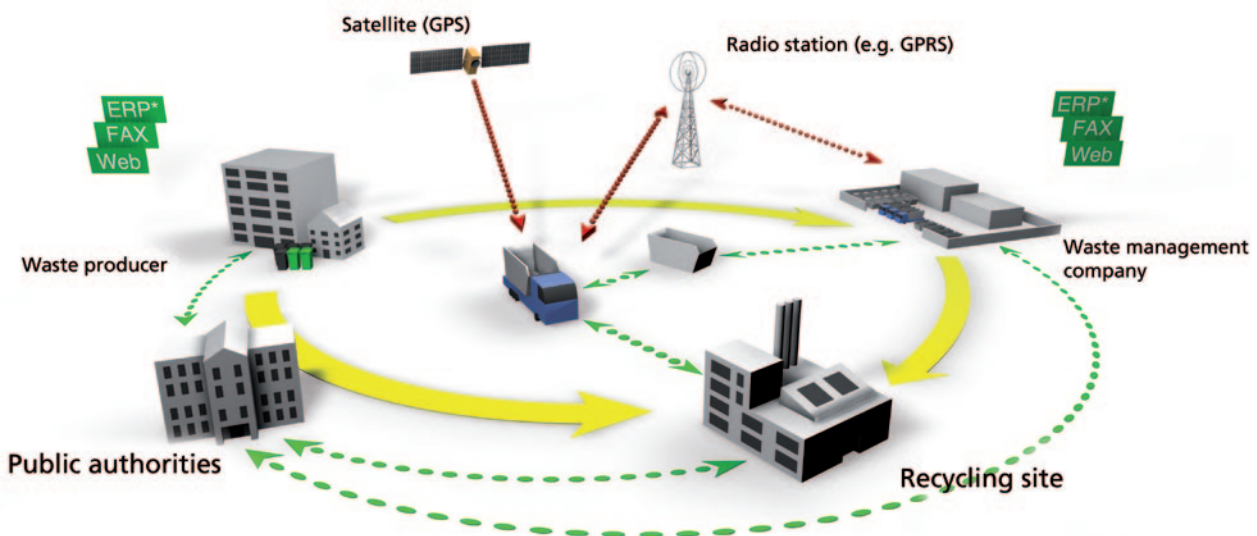 Satellite (GPS)
Radio station (e.g. GPRS)
ERP*
FAX
Web
ERP*
FAX
Web
Waste producer
Waste management
company
Public authorities
Recycling site